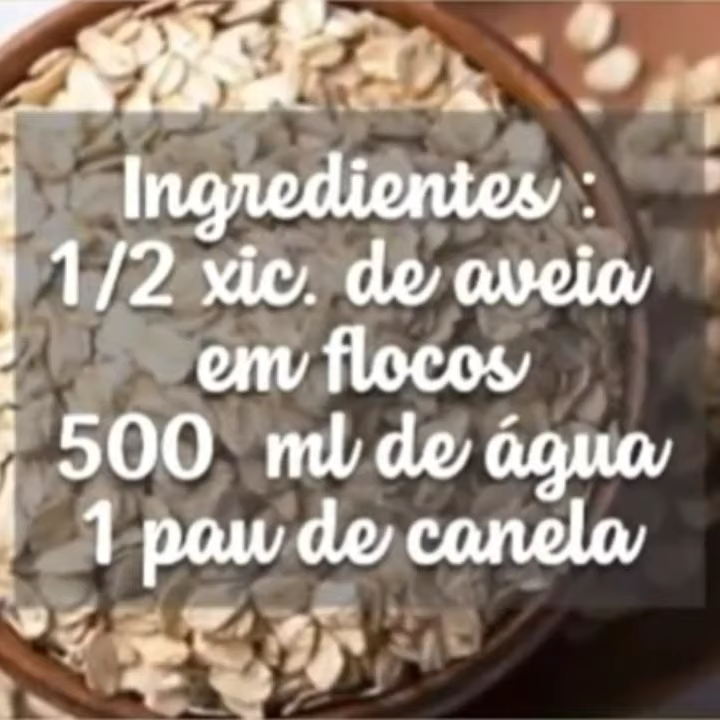 Ingredientes :
1/2 xic. de aveia
em flocos
500 ml de água
1 pau de canela